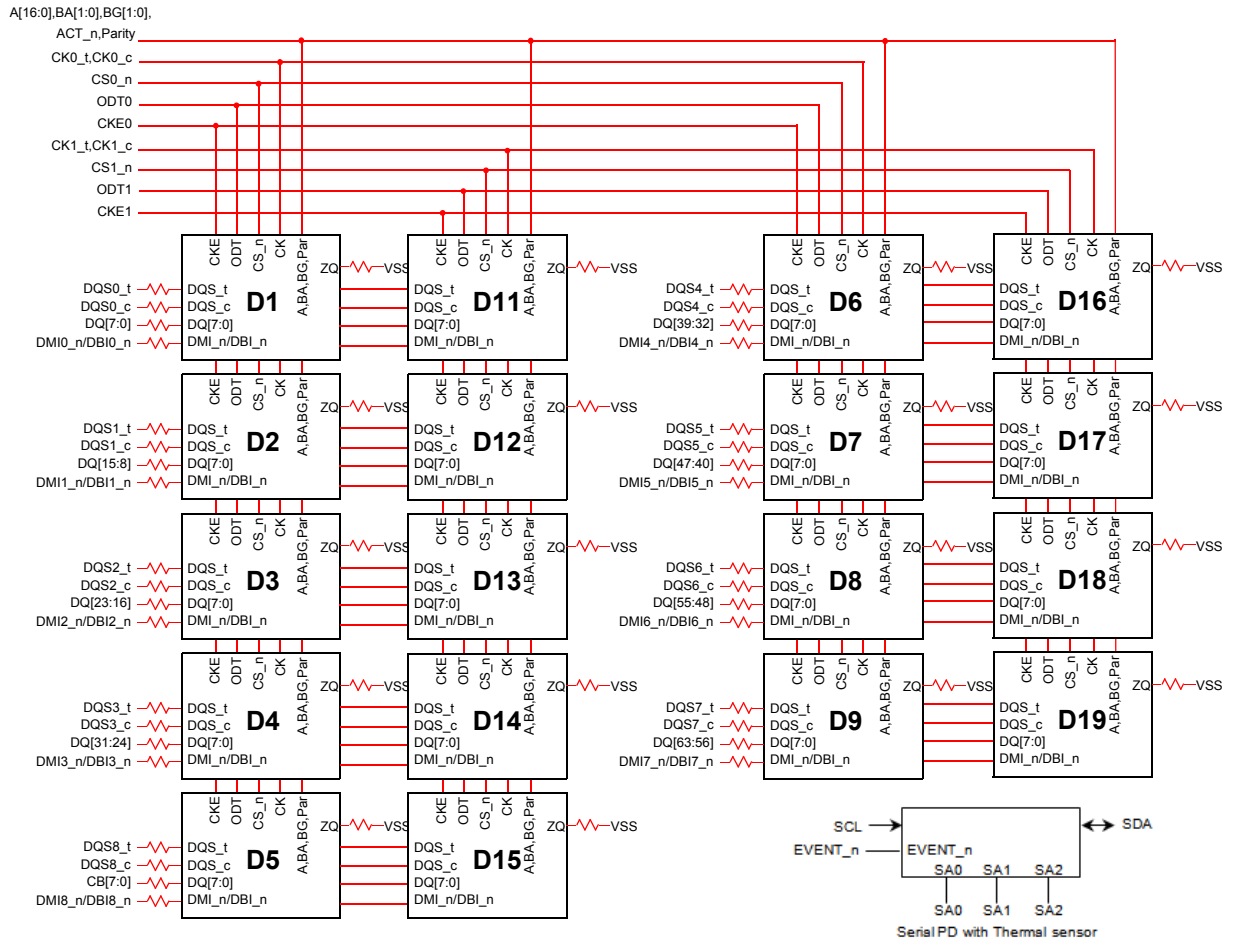 A[16:0],BA[1:0],BG[1:0],
ACT_n,Parity
CK0_t,CK0_c
CS0_n
ODT0
CKE0
CK1_t,CK1_c
CS1_n
ODT1
CKE1
CKE ODT CS_n CK A,BA,BG,Par
ZQ VSS
DQS0_t DQS_t
DQS0_c DQS_c
DQ[7:0] DQ[7:0]
DMI0_n/DBI0_n DMI_n/DBI_n
D1
CKE ODT CS_n CK A,BA,BG,Par
ZQ VSS
DQS_t
DQS_c
DQ[7:0]
DMI_n/DBI_n
D11
CKE ODT CS_n CK A,BA,BG,Par
ZQ VSS
DQS4_t DQS_t
DQS4_c DQS_c
DQ[39:32] DQ[7:0]
DMI4_n/DBI4_n DMI_n/DBI_n
D6
CKE ODT CS_n CK A,BA,BG,Par
ZQ VSS
DQS_t
DQS_c
DQ[7:0]
DMI_n/DBI_n
D16
CKE ODT CS_n CK A,BA,BG,Par
ZQ VSS
DQS1_t DQS_t
DQS1_c DQS_c
DQ[15:8] DQ[7:0]
DMI1_n/DBI1_n DMI_n/DBI_n
D2
CKE ODT CS_n CK A,BA,BG,Par
ZQ VSS
DQS_t
DQS_c
DQ[7:0]
DMI_n/DBI_n
D12
CKE ODT CS_n CK A,BA,BG,Par
ZQ VSS
DQS5_t DQS_t
DQS5_c DQS_c
DQ[47:40] DQ[7:0]
DMI5_n/DBI5_n DMI_n/DBI_n
D7
CKE ODT CS_n CK A,BA,BG,Par
ZQ VSS
DQS_t
DQS_c
DQ[7:0]
DMI_n/DBI_n
D17
CKE ODT CS_n CK A,BA,BG,Par
ZQ VSS
DQS2_t DQS_t
DQS2_c DQS_c
DQ[23:16] DQ[7:0]
DMI2_n/DBI2_n DMI_n/DBI_n
D3
CKE ODT CS_n CK A,BA,BG,Par
ZQ VSS
DQS_t
DQS_c
DQ[7:0]
DMI_n/DBI_n
D13
CKE ODT CS_n CK A,BA,BG,Par
ZQ VSS
DQS6_t DQS_t
DQS6_c DQS_c
DQ[55:48] DQ[7:0]
DMI6_n/DBI6_n DMI_n/DBI_n
D8
CKE ODT CS_n CK A,BA,BG,Par
ZQ VSS
DQS_t
DQS_c
DQ[7:0]
DMI_n/DBI_n
D18
CKE ODT CS_n CK A,BA,BG,Par
ZQ VSS
DQS3_t DQS_t
DQS3_c DQS_c
DQ[31:24] DQ[7:0]
DMI3_n/DBI3_n DMI_n/DBI_n
D4
CKE ODT CS_n CK A,BA,BG,Par
ZQ VSS
DQS_t
DQS_c
DQ[7:0]
DMI_n/DBI_n
D14
CKE ODT CS_n CK A,BA,BG,Par
ZQ VSS
DQS7_t DQS_t
DQS7_c DQS_c
DQ[63:56] DQ[7:0]
DMI7_n/DBI7_n DMI_n/DBI_n
D9
CKE ODT CS_n CK A,BA,BG,Par
ZQ VSS
DQS_t
DQS_c
DQ[7:0]
DMI_n/DBI_n
D19
CKE ODT CS_n CK A,BA,BG,Par
ZQ VSS
DQS8_t DQS_t
DQS8_c DQS_c
CB[7:0] DQ[7:0]
DMI8_n/DBI8_n DMI_n/DBI_n
D5
CKE ODT CS_n CK A,BA,BG,Par
ZQ VSS
DQS_t
DQS_c
DQ[7:0]
DMI_n/DBI_n
D15
SCL SDA
EVENT_n EVENT_n
SA0 SA1 SA2
SA0 SA1 SA2
Serial PD with Thermal sensor